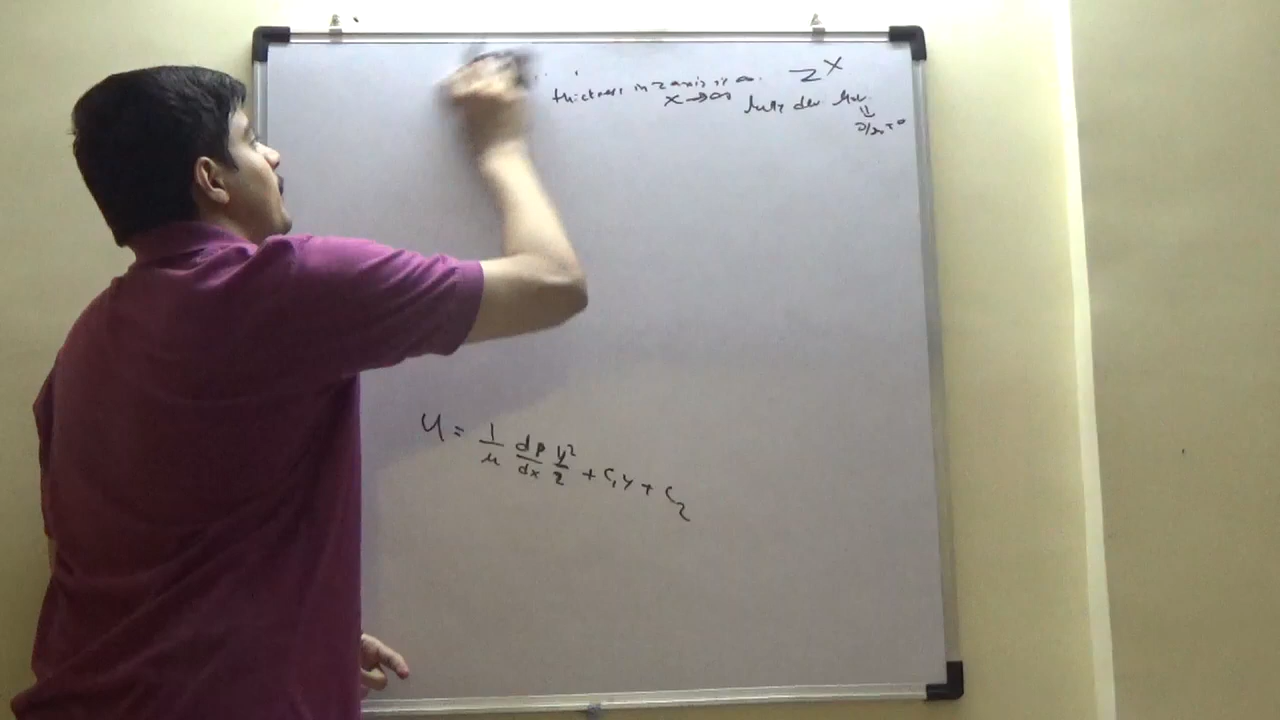 thickness in z axis is ∞. z^x
x→∞ fully dev flow.
⇓
∂/∂x=0
u = 1/μ dp/dx y²/2 + C₁y + C₂